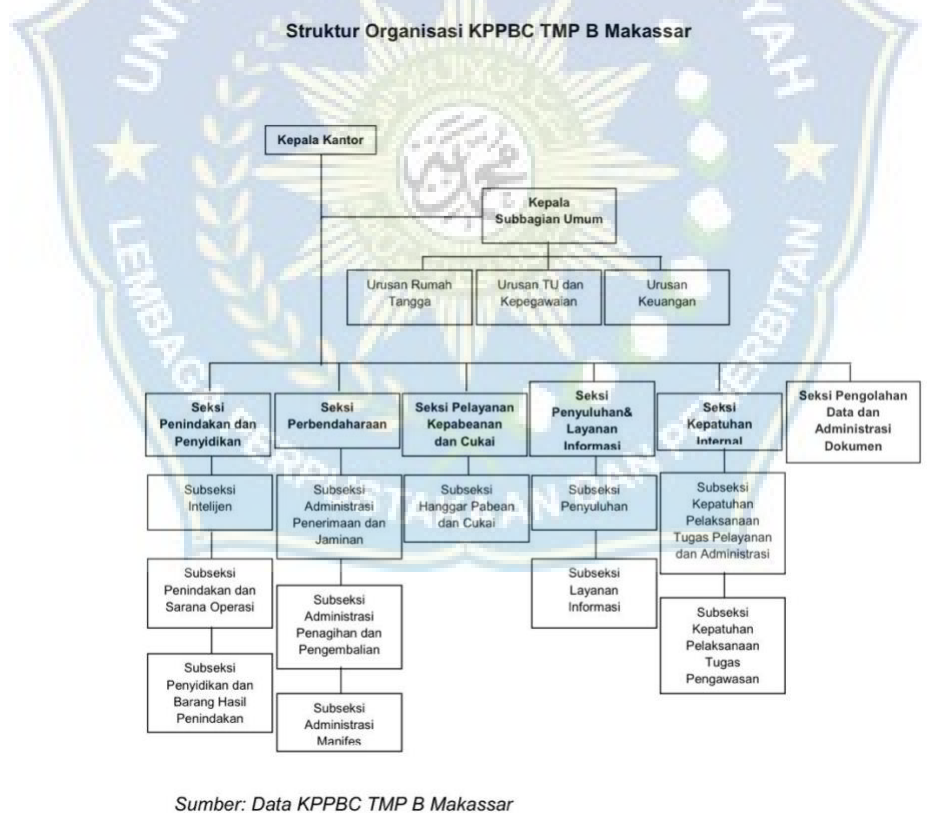 Struktur Organisasi KPPBC TMP B Makassar
Kepala Kantor
Kepala
Subbagian Umum
Urusan Rumah
Tangga
Urusan TU dan
Kepegawaian
Urusan
Keuangan
Seksi
Penindakan dan
Penyidikan
Seksi
Perbendaharaan
Seksi Pelayanan
Kepabeanan
dan Cukai
Seksi
Penyuluhan&
Layanan
Informasi
Seksi
Kepatuhan
Internal
Seksi Pengolahan
Data dan
Administrasi
Dokumen
Subseksi
Intelijen
Subseksi
Penindakan dan
Sarana Operasi
Subseksi
Penyidikan dan
Barang Hasil
Penindakan
Subseksi
Administrasi
Penerimaan dan
Jaminan
Subseksi
Administrasi
Penagihan dan
Pengembalian
Subseksi
Administrasi
Manifes
Subseksi
Hanggar Pabean
dan Cukai
Subseksi
Penyuluhan
Subseksi
Layanan
Informasi
Subseksi
Kepatuhan
Pelaksanaan
Tugas Pelayanan
dan Administrasi
Subseksi
Kepatuhan
Pelaksanaan
Tugas
Pengawasan
Sumber: Data KPPBC TMP B Makassar
LEMBAGA PERPUSTAKAAN DAN PENERBITAN